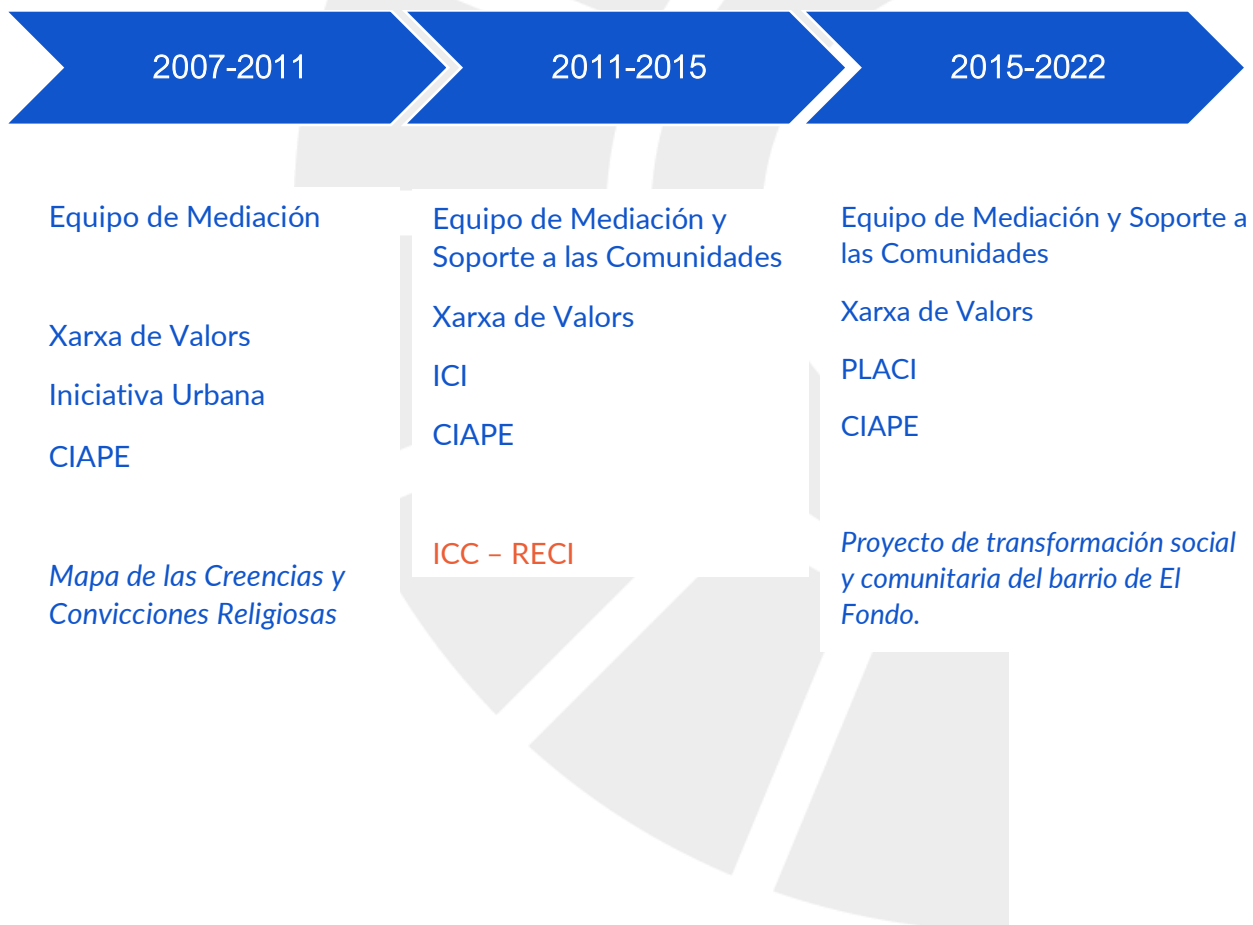 2007-2011
2011-2015
2015-2022
Equipo de Mediación
Xarxa de Valors
Iniciativa Urbana
CIAPE
Mapa de las Creencias y
Convicciones Religiosas
Equipo de Mediación y
Soporte a las Comunidades
Xarxa de Valors
ICI
CIAPE
ICC – RECI
Equipo de Mediación y Soporte a
las Comunidades
Xarxa de Valors
PLACI
CIAPE
Proyecto de transformación social
y comunitaria del barrio de El
Fondo.